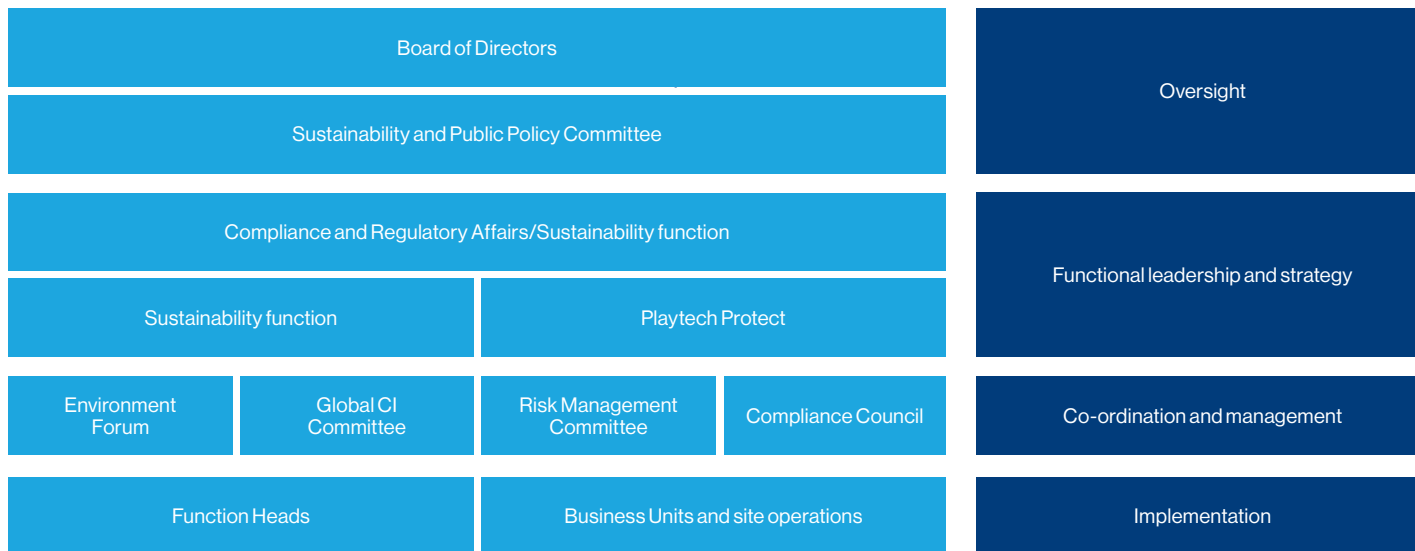 Board of Directors
Oversight
Sustainability and Public Policy Committee
Compliance and Regulatory Affairs/Sustainability function
Functional leadership and strategy
Sustainability function
Playtech Protect
Environment
Forum
Global CI
Committee
Risk Management
Committee
Compliance Council
Co-ordination and management
Function Heads
Business Units and site operations
Implementation